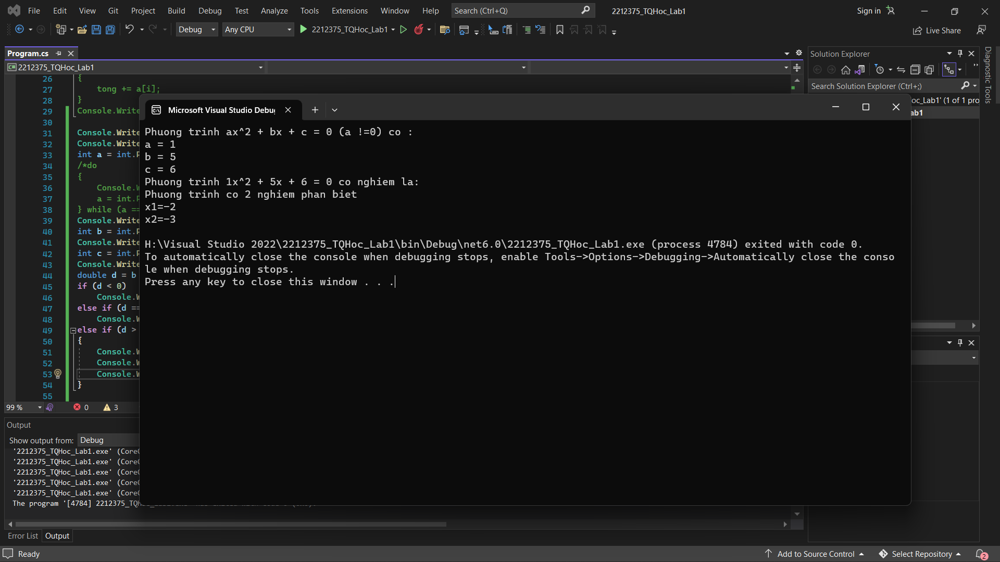 File Edit View Git Project Build Debug Test Analyze Tools Extensions Window Help Search (Ctrl+Q) 2212375_TQHoc_Lab1 Sign in
Debug Any CPU 2212375_TQHoc_Lab1 Live Share
Program.cs
2212375_TQHoc_Lab1
26 {
27 tong += a[i];
28 }
29 Console.Write
30
31 Console.Write
32 Console.Write
33 int a = int.P
34 /*do
35 {
36 Console.W
37 a = int.P
38 } while (a ==
39 Console.Write
40 int b = int.P
41 Console.Write
42 int c = int.P
43 Console.Write
44 double d = b
45 if (d < 0)
46 Console.W
47 else if (d ==
48 Console.W
49 else if (d >
50 {
51 Console.W
52 Console.W
53 Console.W
54 }
55
99 % 0 3
Microsoft Visual Studio Debug
Phuong trinh ax^2 + bx + c = 0 (a !=0) co :
a = 1
b = 5
c = 6
Phuong trinh 1x^2 + 5x + 6 = 0 co nghiem la:
Phuong trinh co 2 nghiem phan biet
x1=-2
x2=-3
H:\Visual Studio 2022\2212375_TQHoc_Lab1\bin\Debug\net6.0\2212375_TQHoc_Lab1.exe (process 4784) exited with code 0.
To automatically close the console when debugging stops, enable Tools->Options->Debugging->Automatically close the conso
le when debugging stops.
Press any key to close this window . . .
Solution Explorer
Search Solution Explorer (Ctrl+;)
oc_Lab1' (1 of 1 pro
ab1
Diagnostic Tools
Output
Show output from: Debug
'2212375_TQHoc_Lab1.exe' (CoreC
'2212375_TQHoc_Lab1.exe' (CoreC
'2212375_TQHoc_Lab1.exe' (CoreC
'2212375_TQHoc_Lab1.exe' (CoreC
'2212375_TQHoc_Lab1.exe' (CoreC
The program '[4784] 2212375_TQH
Error List Output
Ready Add to Source Control Select Repository 2